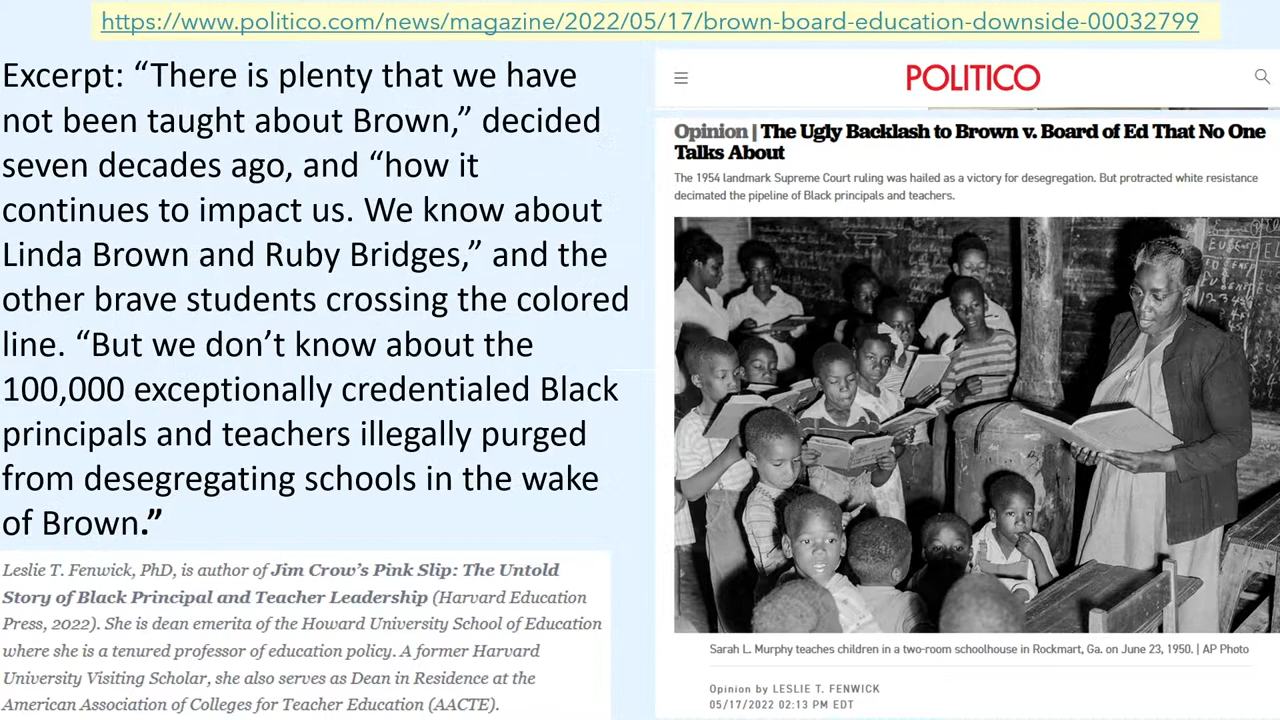 https://www.politico.com/news/magazine/2022/05/17/brown-board-education-downside-00032799
Excerpt: “There is plenty that we have
not been taught about Brown,” decided
seven decades ago, and “how it
continues to impact us. We know about
Linda Brown and Ruby Bridges,” and the
other brave students crossing the colored
line. “But we don’t know about the
100,000 exceptionally credentialed Black
principals and teachers illegally purged
from desegregating schools in the wake
of Brown.”
Leslie T. Fenwick, PhD, is author of Jim Crow’s Pink Slip: The Untold
Story of Black Principal and Teacher Leadership (Harvard Education
Press, 2022). She is dean emerita of the Howard University School of Education
where she is a tenured professor of education policy. A former Harvard
University Visiting Scholar, she also serves as Dean in Residence at the
American Association of Colleges for Teacher Education (AACTE).
POLITICO
Opinion | The Ugly Backlash to Brown v. Board of Ed That No One
Talks About
The 1954 landmark Supreme Court ruling was hailed as a victory for desegregation. But protracted white resistance
decimated the pipeline of Black principals and teachers.
Sarah L. Murphy teaches children in a two-room schoolhouse in Rockmart, Ga. on June 23, 1950. | AP Photo
Opinion by LESLIE T. FENWICK
05/17/2022 02:13 PM EDT